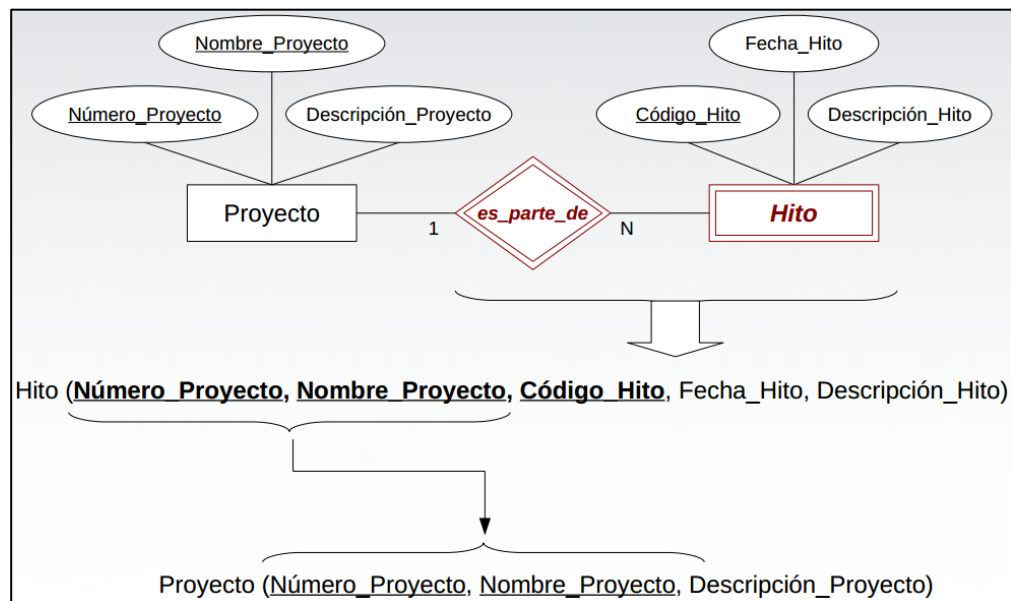 Nombre_Proyecto
Fecha_Hito
Número_Proyecto
Descripción_Proyecto
Código_Hito
Descripción_Hito
Proyecto
1
es_parte_de
N
Hito
Hito (Número_Proyecto, Nombre_Proyecto, Código_Hito, Fecha_Hito, Descripción_Hito)
Proyecto (Número_Proyecto, Nombre_Proyecto, Descripción_Proyecto)